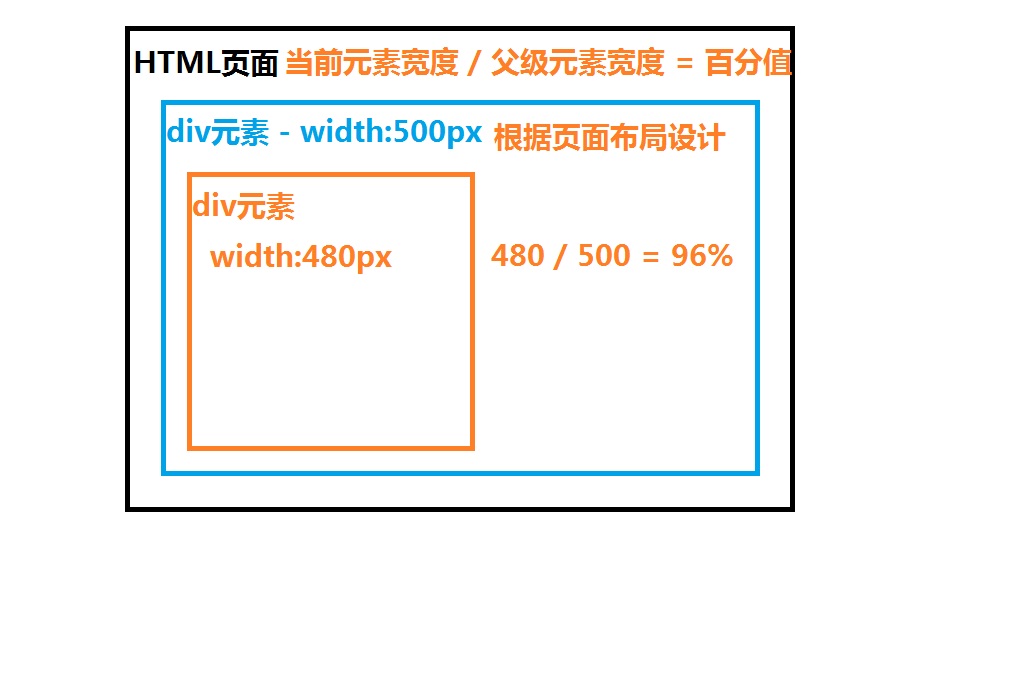 HTML页面 当前元素宽度 / 父级元素宽度 = 百分值
div元素 - width:500px 根据页面布局设计
div元素
width:480px 480 / 500 = 96%